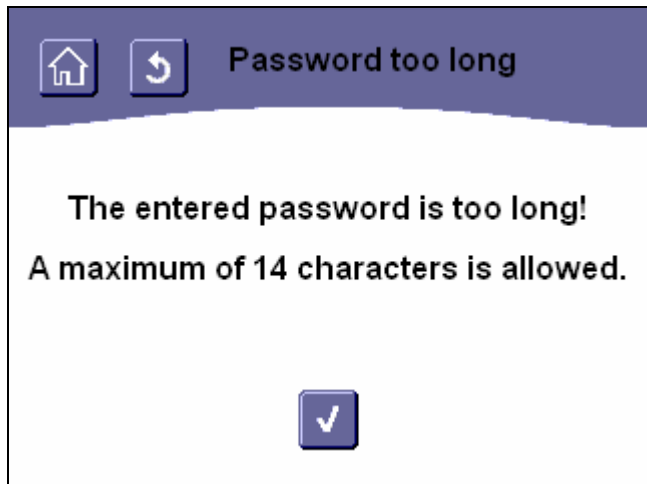 Password too long
The entered password is too long!
A maximum of 14 characters is allowed.